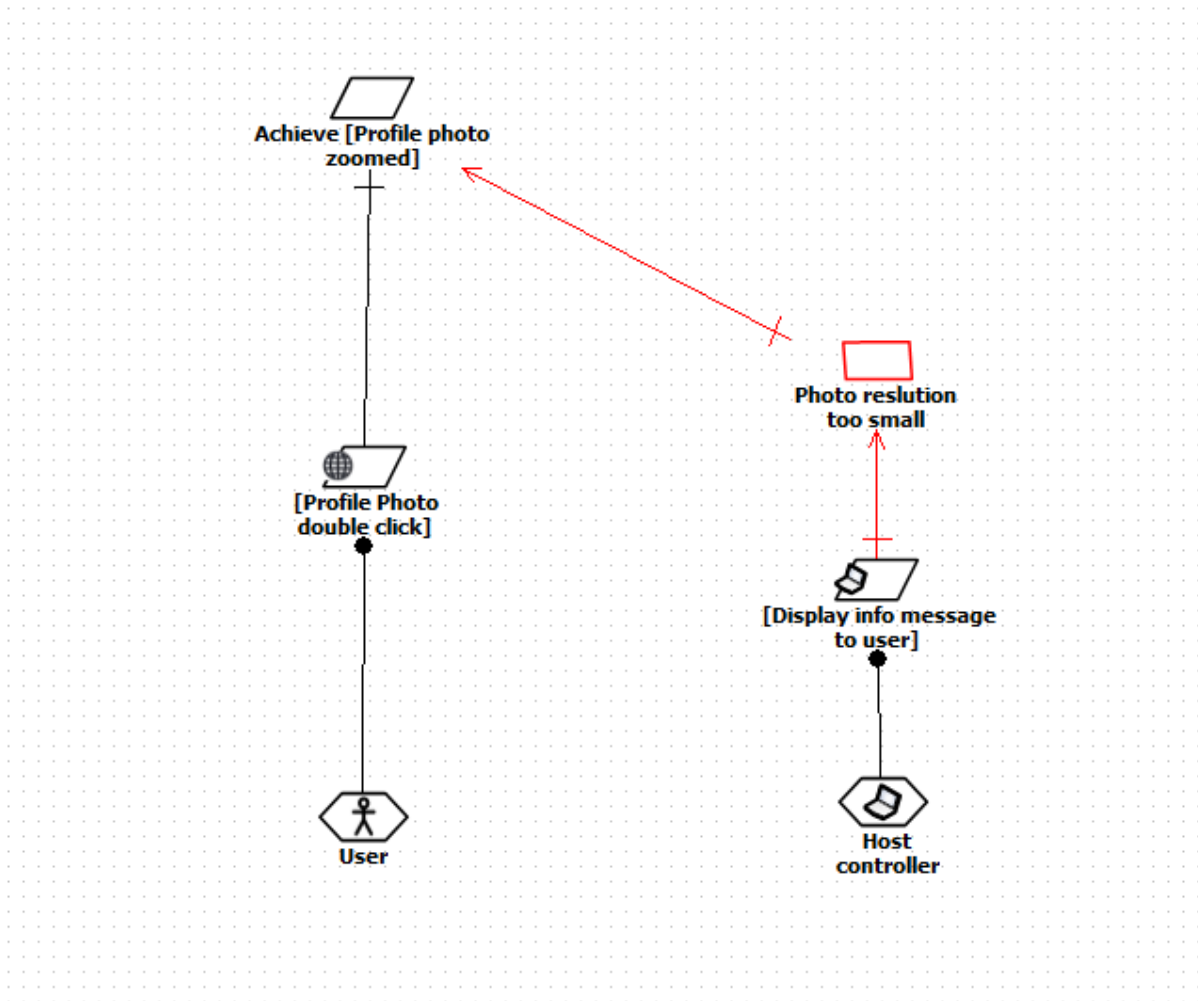 Achieve [Profile photo
zoomed]
Photo reslution
too small
[Profile Photo
double click]
[Display info message
to user]
User
Host
controller